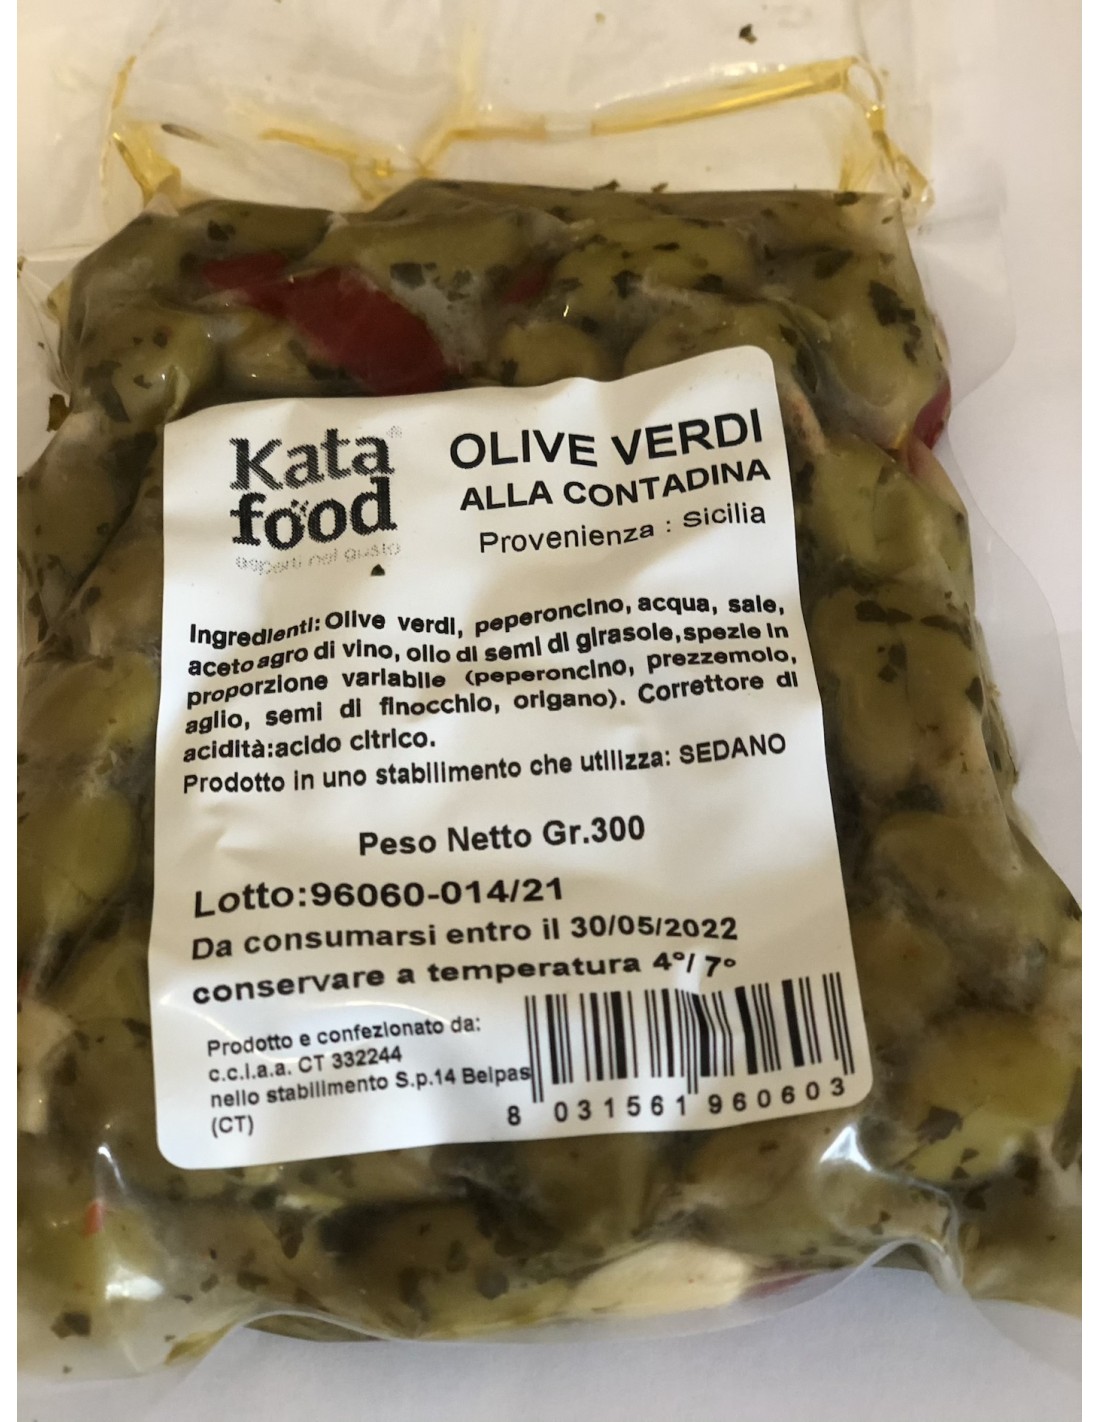 Kata
food
esperti nel gusto
OLIVE VERDI
ALLA CONTADINA
Provenienza : Sicilia
Ingredienti: Olive verdi, peperoncino, acqua, sale,
aceto agro di vino, olio di semi di girasole, spezie in
proporzione variabile (peperoncino, prezzemolo,
aglio, semi di finocchio, origano). Correttore di
acidità:acido citrico.
Prodotto in uno stabilimento che utilizza: SEDANO
Peso Netto Gr.300
Lotto:96060-014/21
Da consumarsi entro il 30/05/2022
conservare a temperatura 4°/ 7°
Prodotto e confezionato da:
c.c.i.a.a. CT 332244
nello stabilimento S.p.14 Belpas
(CT)
8 031561 960603